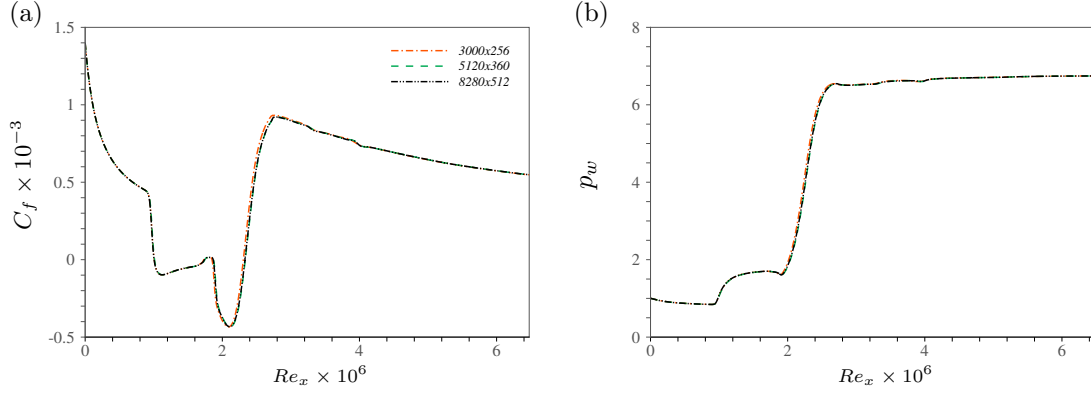 (a)
1.5
1
0.5
0
-0.5
C_f × 10^{-3}
3000x256
5120x360
8280x512
0 2 4 6
Re_x × 10^6
(b)
8
6
4
2
0
p_w
0 2 4 6
Re_x × 10^6